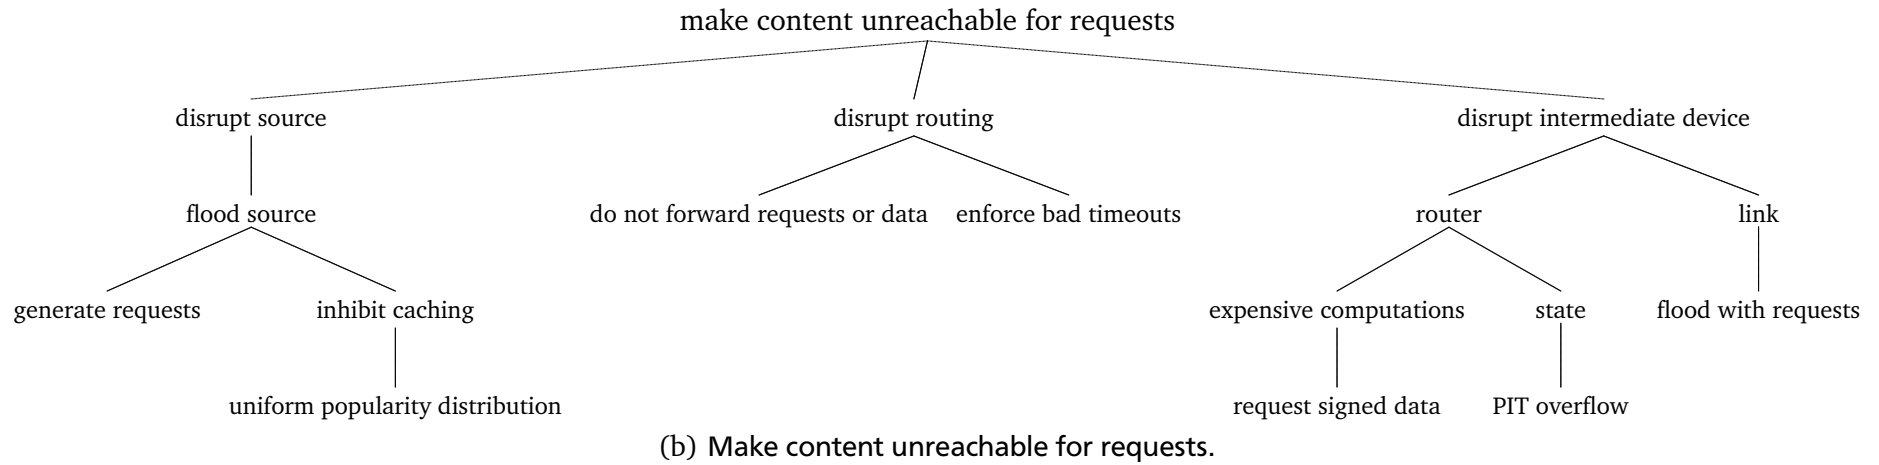 make content unreachable for requests
disrupt source disrupt routing disrupt intermediate device
flood source do not forward requests or data enforce bad timeouts router link
generate requests inhibit caching expensive computations state flood with requests
uniform popularity distribution request signed data PIT overflow
(b) Make content unreachable for requests.